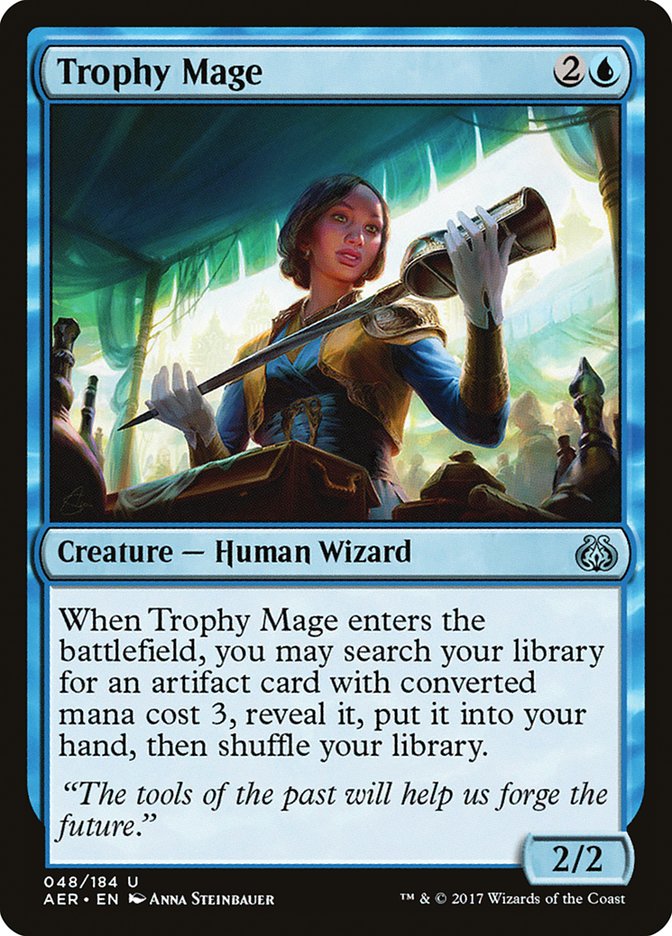 Trophy Mage 2
Creature — Human Wizard
When Trophy Mage enters the
battlefield, you may search your library
for an artifact card with converted
mana cost 3, reveal it, put it into your
hand, then shuffle your library.
“The tools of the past will help us forge the
future.”
2/2
048/184 U
AER • EN Anna Steinbauer ™ & © 2017 Wizards of the Coast